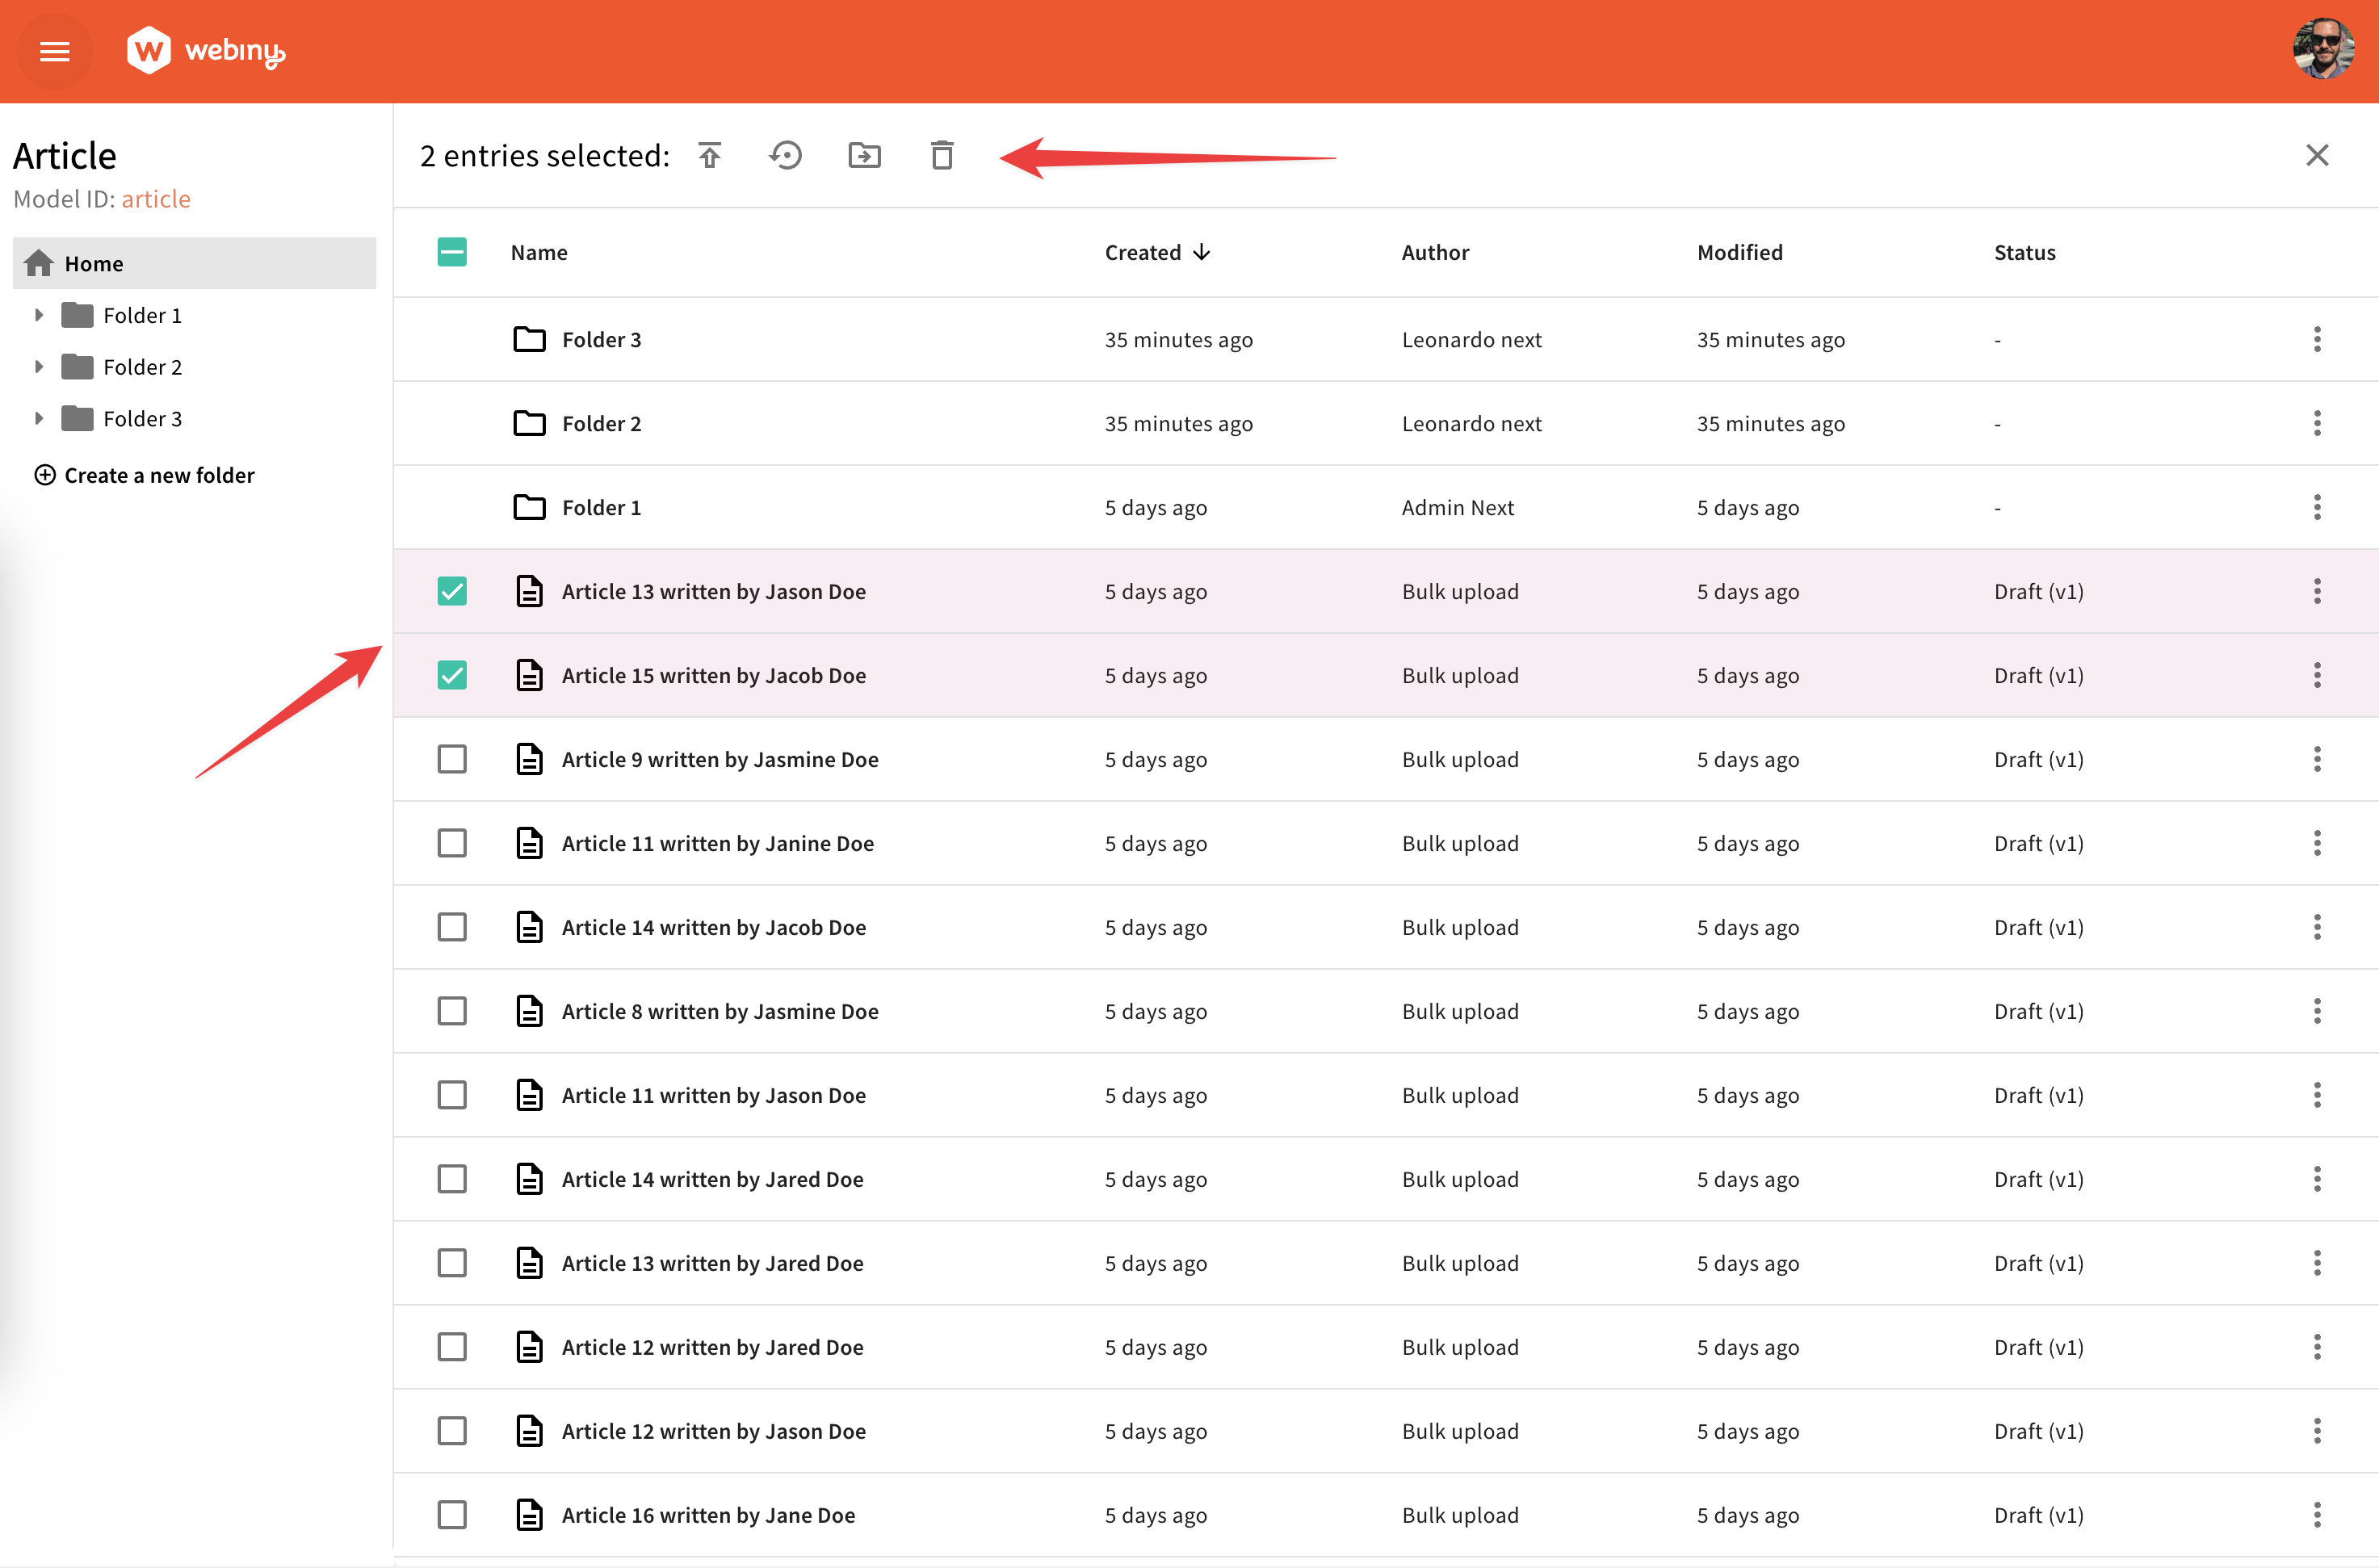 webiny
Article
Model ID: article
Home
Folder 1
Folder 2
Folder 3
Create a new folder
2 entries selected:
Name Created Author Modified Status
Folder 3 35 minutes ago Leonardo next 35 minutes ago -
Folder 2 35 minutes ago Leonardo next 35 minutes ago -
Folder 1 5 days ago Admin Next 5 days ago -
Article 13 written by Jason Doe 5 days ago Bulk upload 5 days ago Draft (v1)
Article 15 written by Jacob Doe 5 days ago Bulk upload 5 days ago Draft (v1)
Article 9 written by Jasmine Doe 5 days ago Bulk upload 5 days ago Draft (v1)
Article 11 written by Janine Doe 5 days ago Bulk upload 5 days ago Draft (v1)
Article 14 written by Jacob Doe 5 days ago Bulk upload 5 days ago Draft (v1)
Article 8 written by Jasmine Doe 5 days ago Bulk upload 5 days ago Draft (v1)
Article 11 written by Jason Doe 5 days ago Bulk upload 5 days ago Draft (v1)
Article 14 written by Jared Doe 5 days ago Bulk upload 5 days ago Draft (v1)
Article 13 written by Jared Doe 5 days ago Bulk upload 5 days ago Draft (v1)
Article 12 written by Jared Doe 5 days ago Bulk upload 5 days ago Draft (v1)
Article 12 written by Jason Doe 5 days ago Bulk upload 5 days ago Draft (v1)
Article 16 written by Jane Doe 5 days ago Bulk upload 5 days ago Draft (v1)